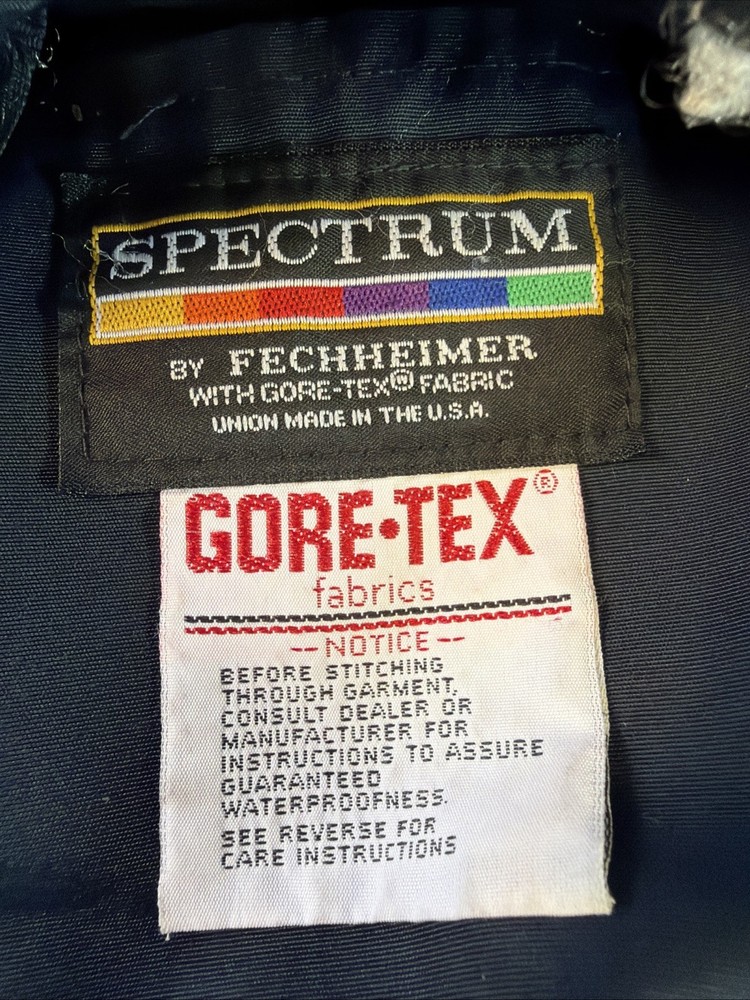 SPECTRUM
BY FECHHEIMER
WITH GORE-TEX® FABRIC
UNION MADE IN THE U.S.A.
GORE·TEX®
fabrics
--NOTICE--
BEFORE STITCHING
THROUGH GARMENT,
CONSULT DEALER OR
MANUFACTURER FOR
INSTRUCTIONS TO ASSURE
GUARANTEED
WATERPROOFNESS.
SEE REVERSE FOR
CARE INSTRUCTIONS